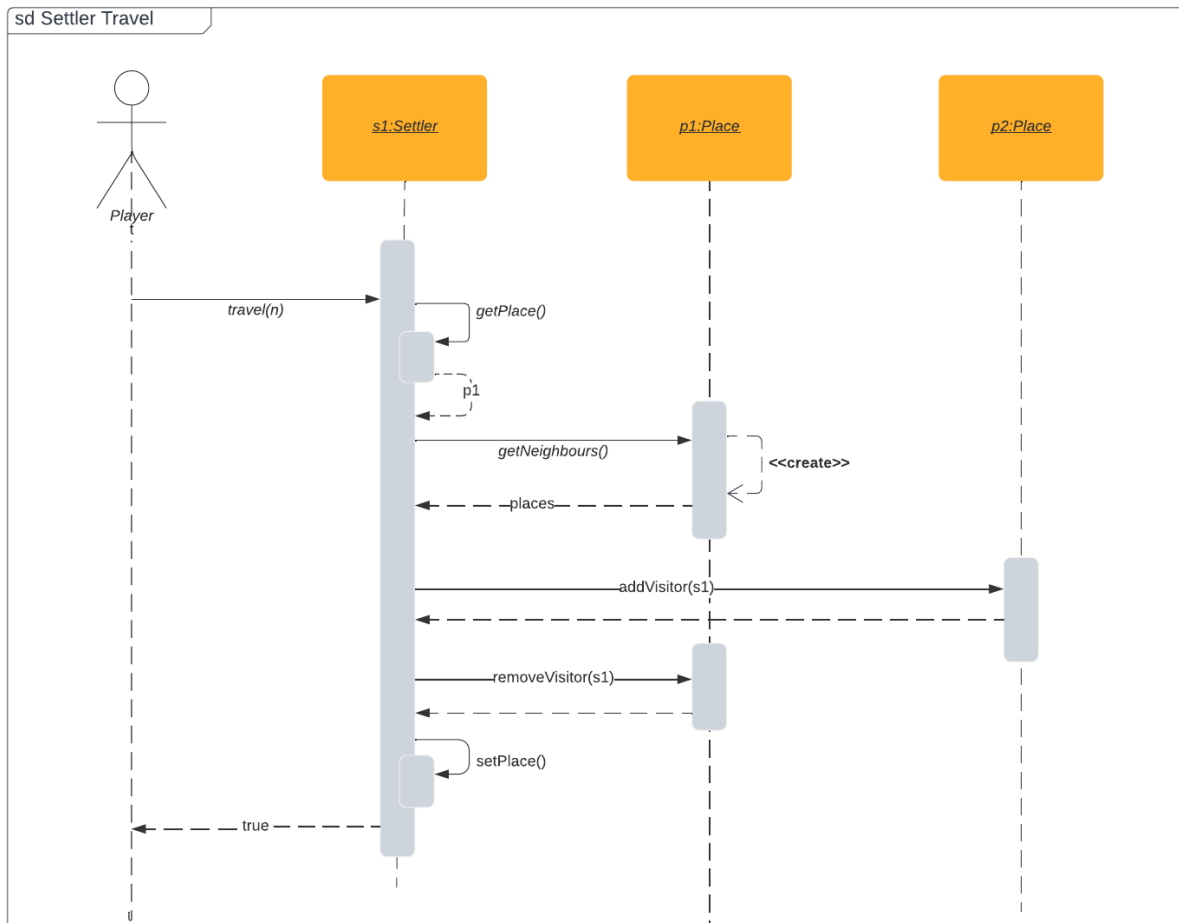 sd Settler Travel
s1:Settler
p1:Place
p2:Place
Player
travel(n)
getPlace()
p1
getNeighbours()
<<create>>
places
addVisitor(s1)
removeVisitor(s1)
setPlace()
true